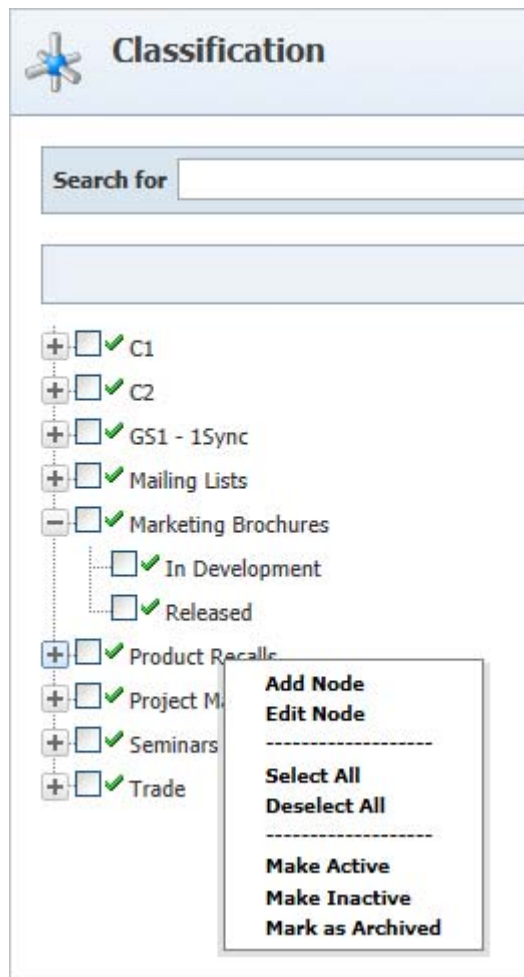 Classification
Search for
C1
C2
GS1 - 1Sync
Mailing Lists
Marketing Brochures
In Development
Released
Product Recalls
Project M
Seminars
Trade
Add Node
Edit Node
-------------------
Select All
Deselect All
-------------------
Make Active
Make Inactive
Mark as Archived